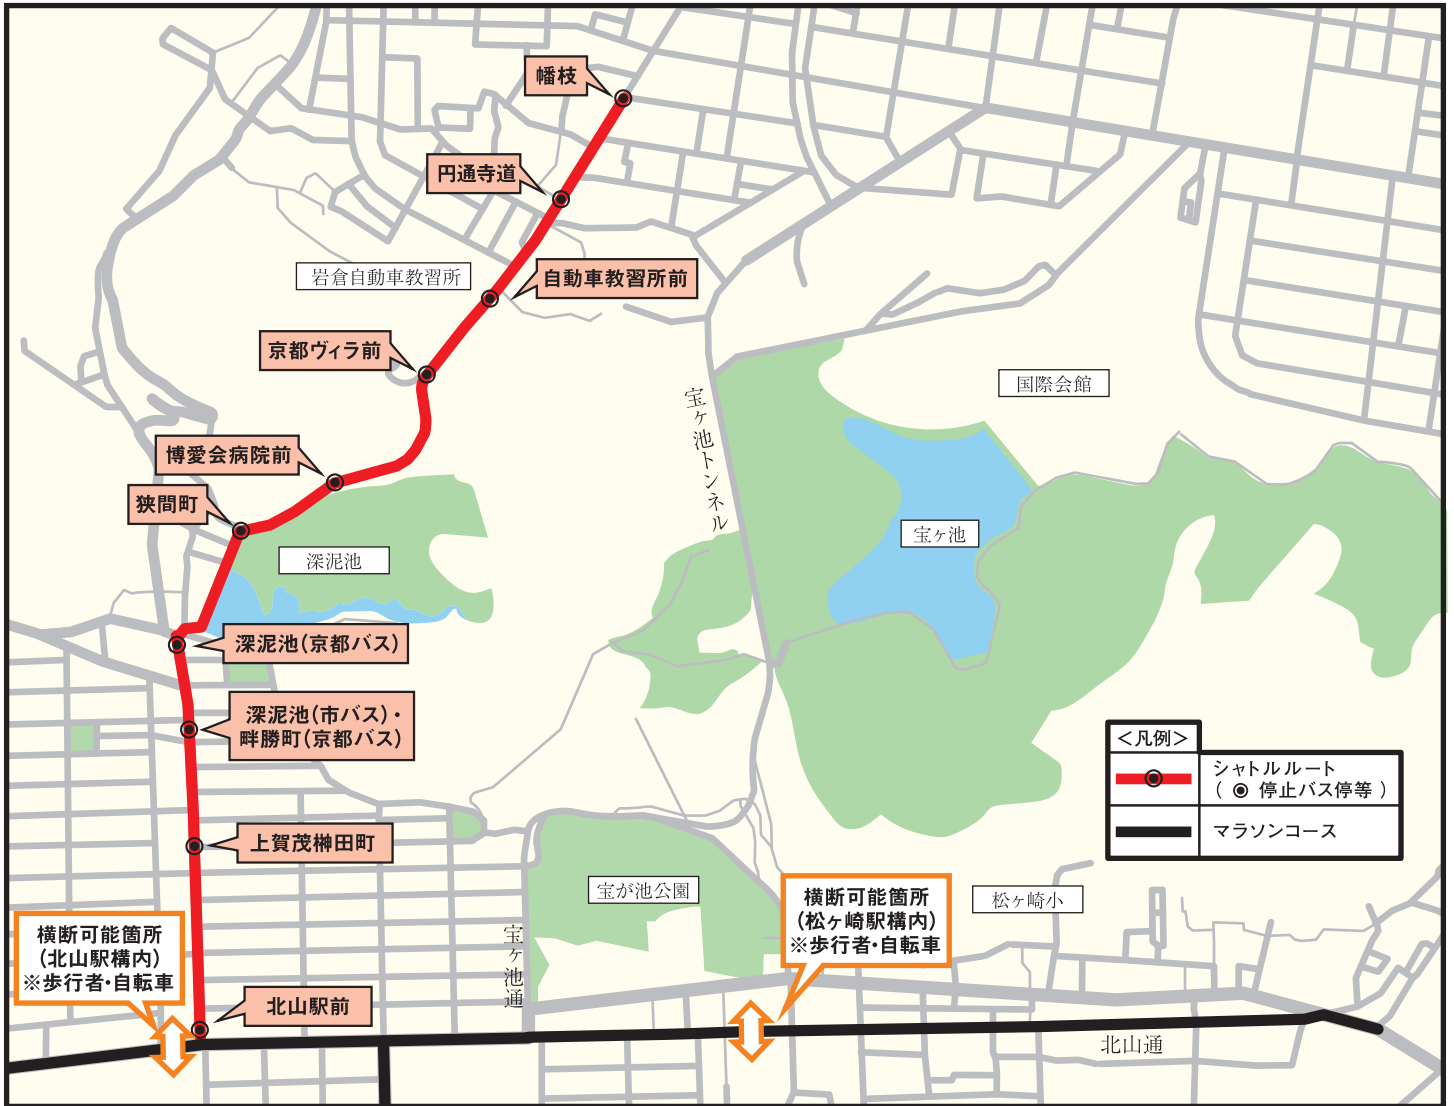 幡枝
円通寺道
岩倉自動車教習所
自動車教習所前
京都ヴィラ前
国際会館
宝ヶ池トンネル
博愛会病院前
狭間町
宝ヶ池
深泥池
深泥池(京都バス)
深泥池(市バス)・
畔勝町(京都バス)
＜凡例＞
シャトルルート
( ◉ 停止バス停等 )
マラソンコース
上賀茂榊田町
宝が池公園
横断可能箇所
(松ヶ崎駅構内)
※歩行者・自転車
松ヶ崎小
横断可能箇所
(北山駅構内)
※歩行者・自転車
宝ヶ池通
北山駅前
北山通